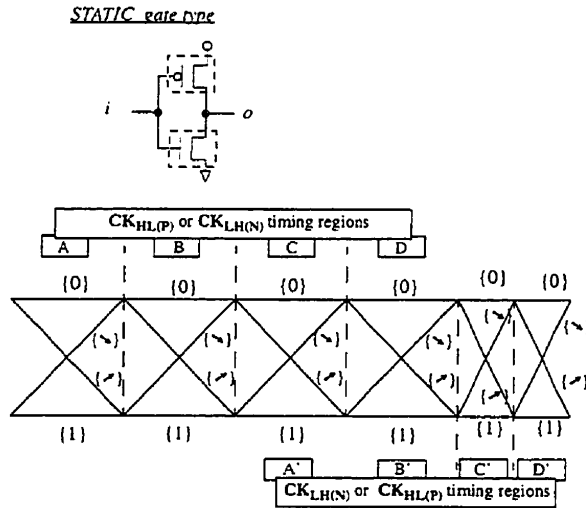 STATIC gate type
i o
CK_HL(P) or CK_LH(N) timing regions
A B C D
{0} {0} {0} {0} {0} {0}
{↘} {↘} {↘} {↘} {↘} {↘}
{↗} {↗} {↗} {↗} {↗} {↗}
{1} {1} {1} {1} {1} {1}
A' B' C' D'
CK_LH(N) or CK_HL(P) timing regions